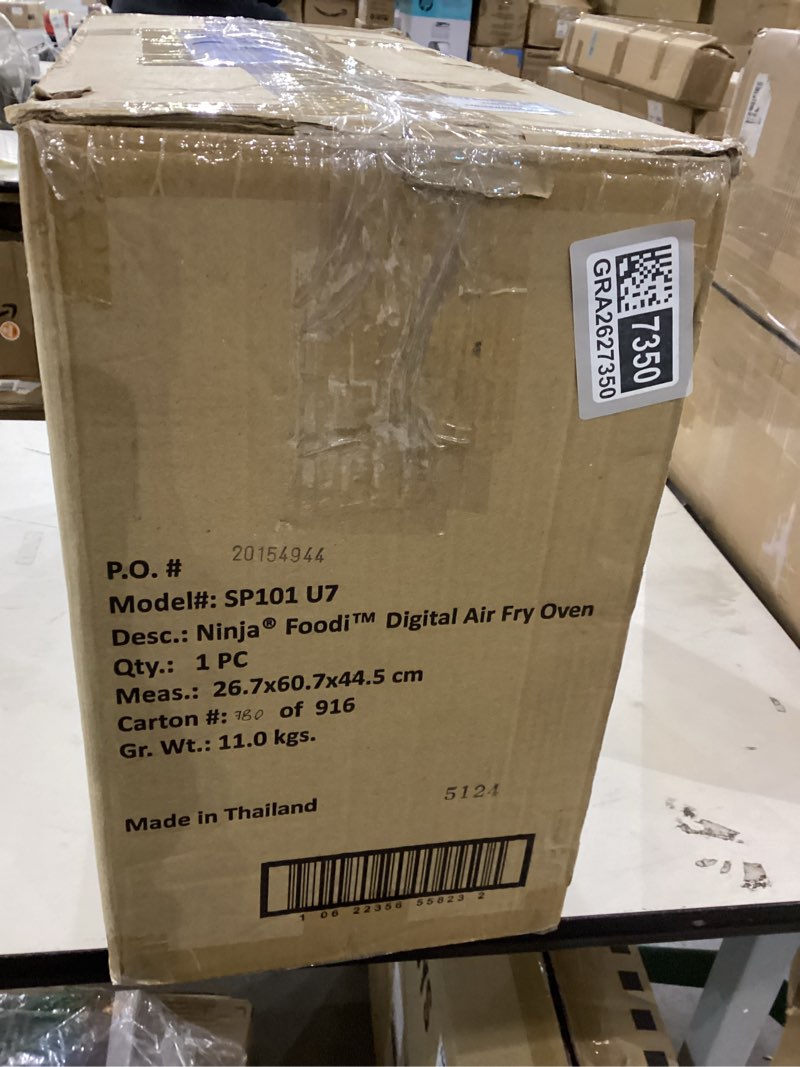 GRA2627350
7350
P.O. # 20154944
Model#: SP101 U7
Desc.: Ninja® Foodi™ Digital Air Fry Oven
Qty.: 1 PC
Meas.: 26.7x60.7x44.5 cm
Carton #: 780 of 916
Gr. Wt.: 11.0 kgs.
5124
Made in Thailand
1 06 22356 55823 2